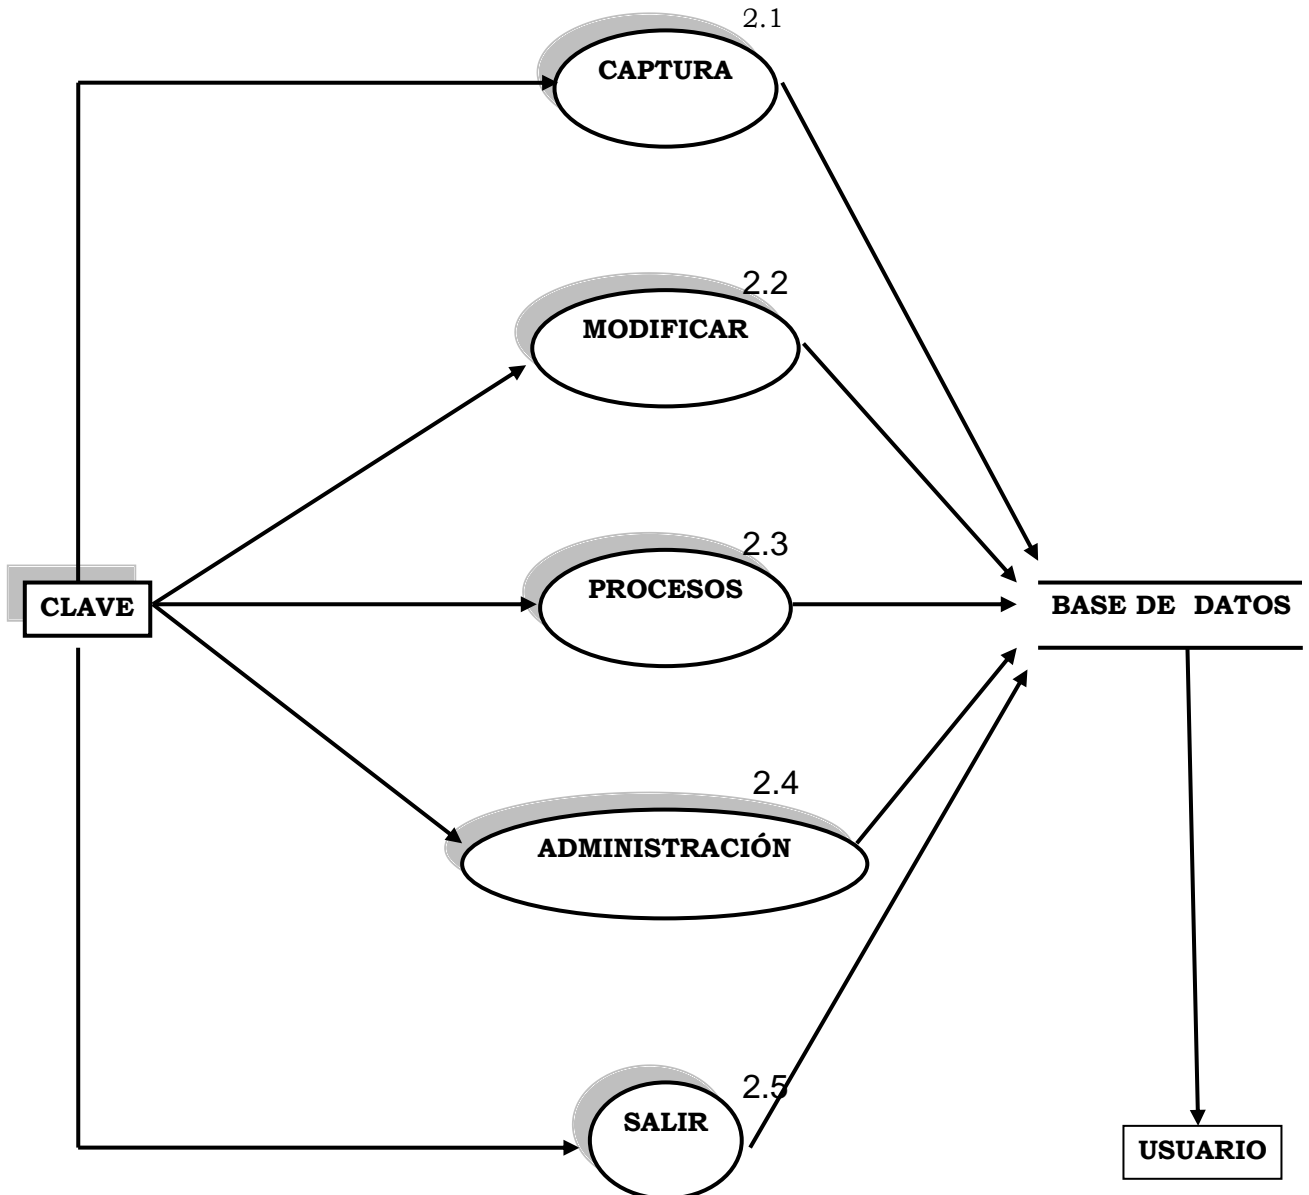 2.1
CAPTURA
2.2
MODIFICAR
2.3
PROCESOS
CLAVE
BASE DE  DATOS
2.4
ADMINISTRACIÓN
2.5
SALIR
USUARIO